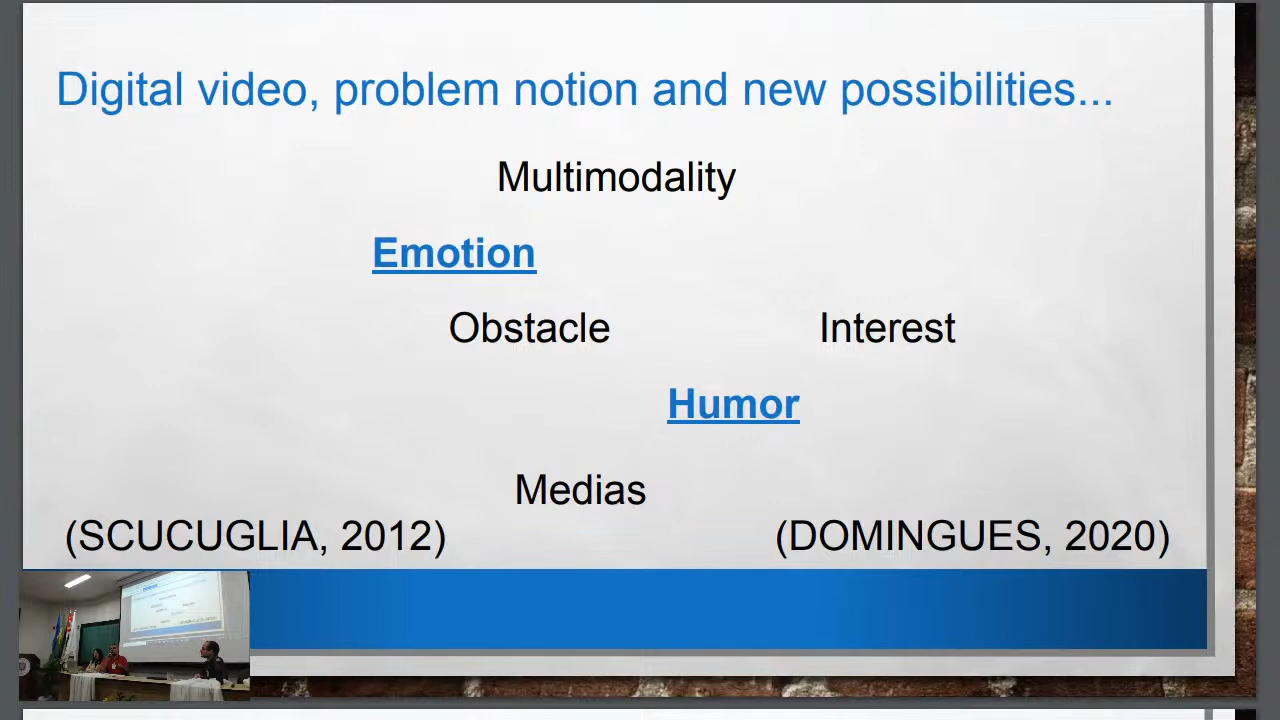 Digital video, problem notion and new possibilities...
Multimodality
Emotion
Obstacle Interest
Humor
Medias
(SCUCUGLIA, 2012) (DOMINGUES, 2020)